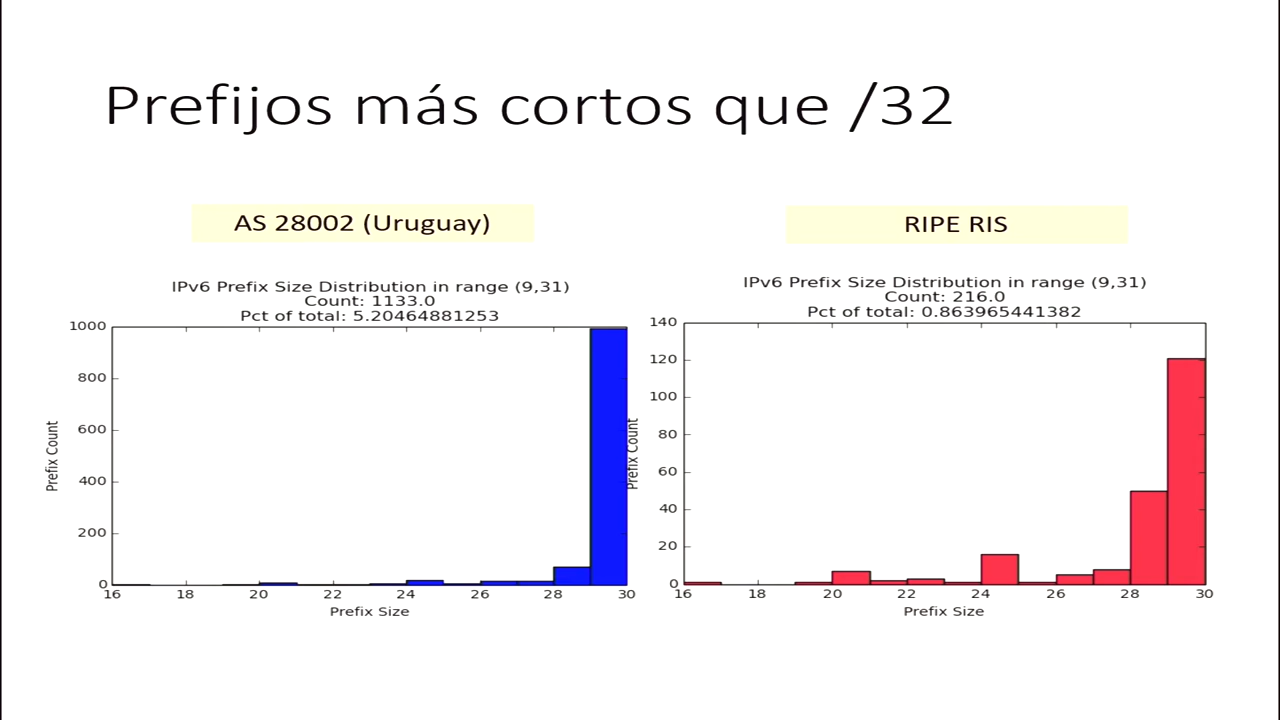 Prefijos más cortos que /32
AS 28002 (Uruguay)
IPv6 Prefix Size Distribution in range (9,31)
Count: 1133.0
Pct of total: 5.20464881253
1000
800
600
400
200
0
Prefix Count
16 18 20 22 24 26 28 30
Prefix Size
RIPE RIS
IPv6 Prefix Size Distribution in range (9,31)
Count: 216.0
Pct of total: 0.863965441382
140
120
100
80
60
40
20
0
Prefix Count
16 18 20 22 24 26 28 30
Prefix Size